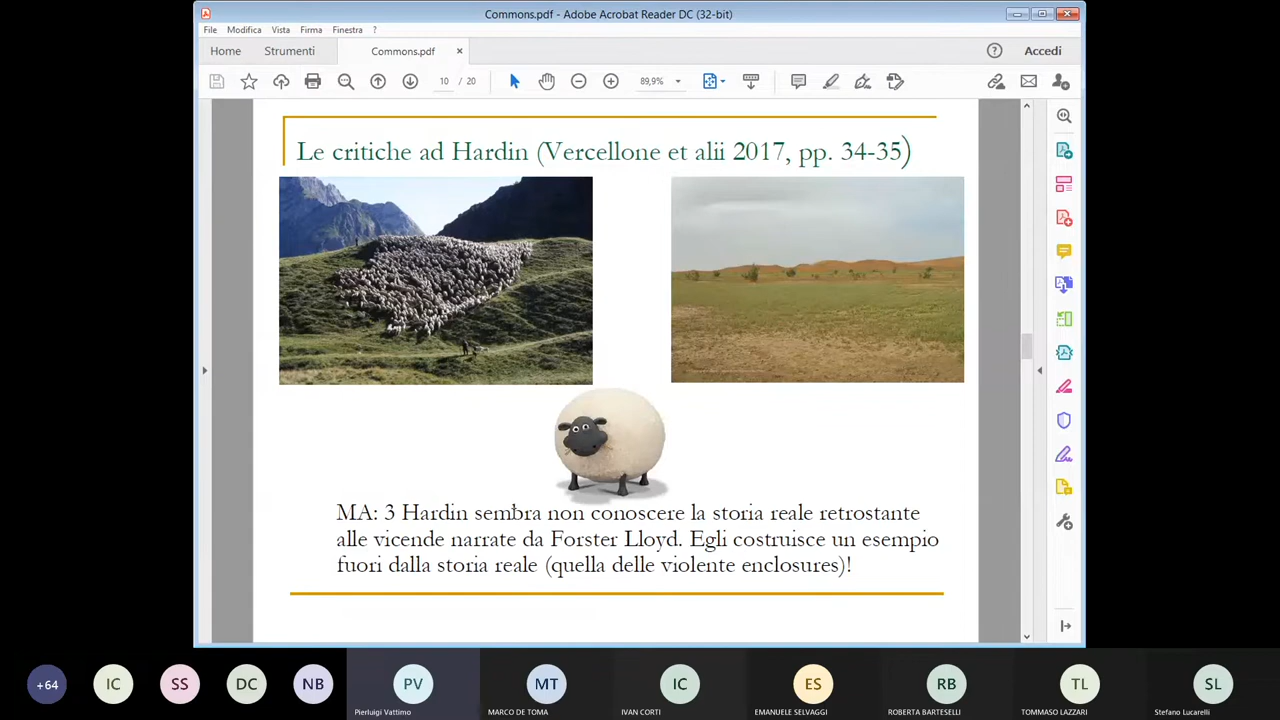 Commons.pdf - Adobe Acrobat Reader DC (32-bit)
File Modifica Vista Firma Finestra ?
Home Strumenti Commons.pdf × Accedi
10 / 20 89,9%
Le critiche ad Hardin (Vercellone et alii 2017, pp. 34-35)
MA: 3 Hardin sembra non conoscere la storia reale retrostante
alle vicende narrate da Forster Lloyd. Egli costruisce un esempio
fuori dalla storia reale (quella delle violente enclosures)!
+64 IC SS DC NB PV MT IC ES RB TL SL
Pierluigi Vattimo MARCO DE TOMA IVAN CORTI EMANUELE SELVAGGI ROBERTA BARTESELLI TOMMASO LAZZARI Stefano Lucarelli